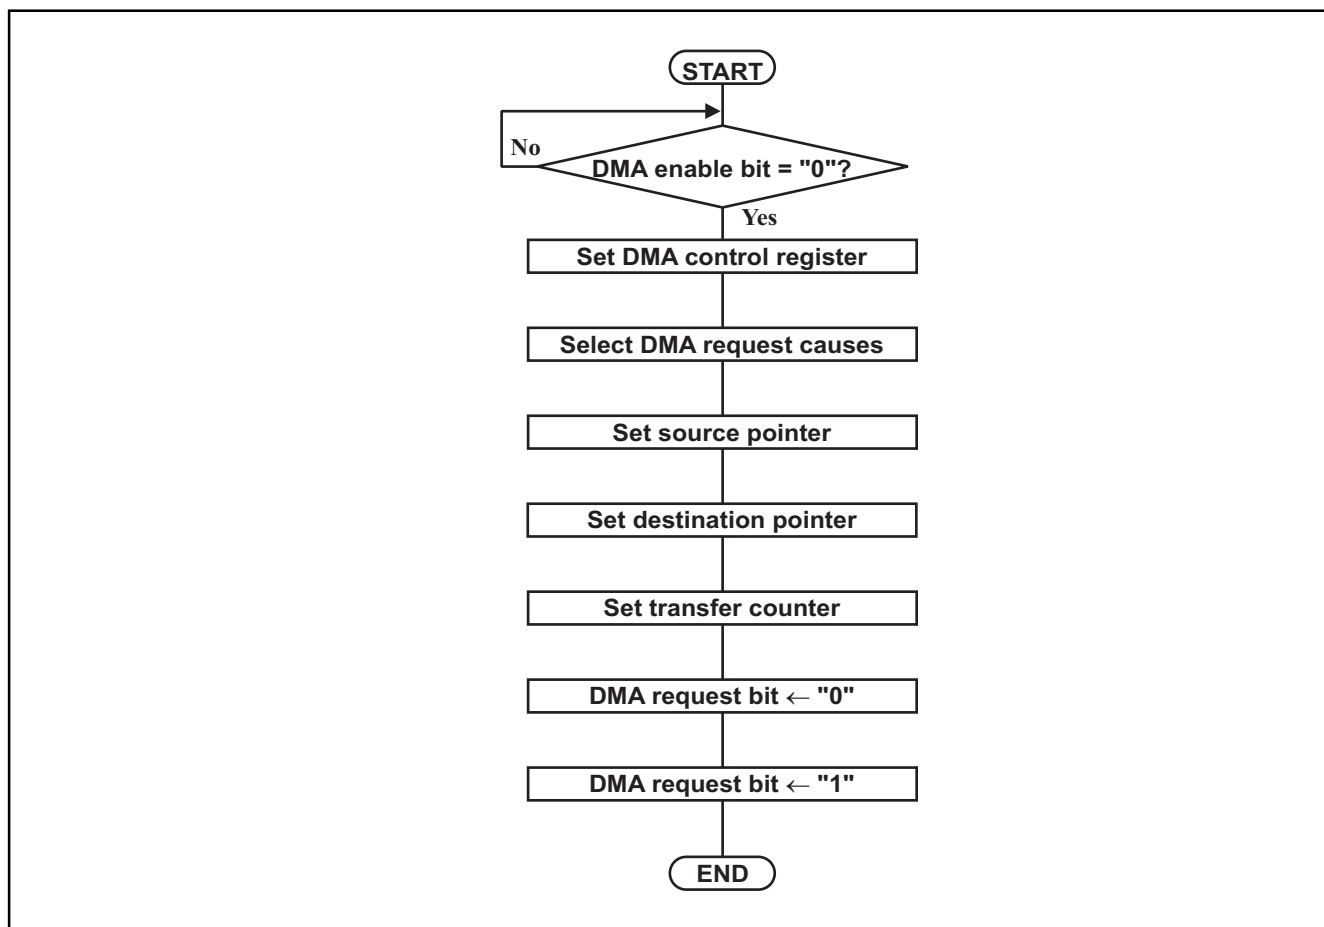 START
No
DMA enable bit = "0"?
Yes
Set DMA control register
Select DMA request causes
Set source pointer
Set destination pointer
Set transfer counter
DMA request bit ← "0"
DMA request bit ← "1"
END